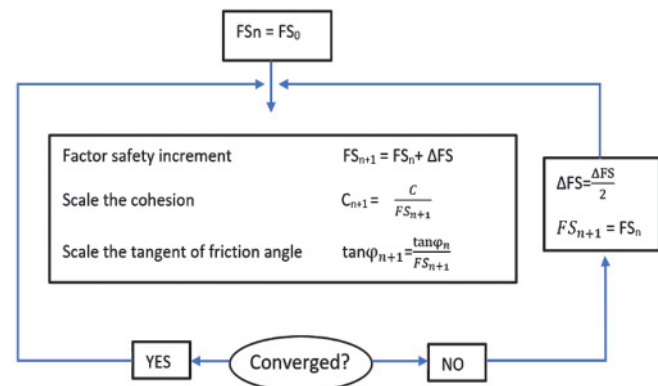 FSn = FS₀
Factor safety increment FSₙ₊₁ = FSₙ+ ΔFS
Scale the cohesion Cₙ₊₁ = C/FSₙ₊₁
Scale the tangent of friction angle tanφₙ₊₁=tanφₙ/FSₙ₊₁
ΔFS=ΔFS/2
FSₙ₊₁ = FSₙ
YES
Converged?
NO